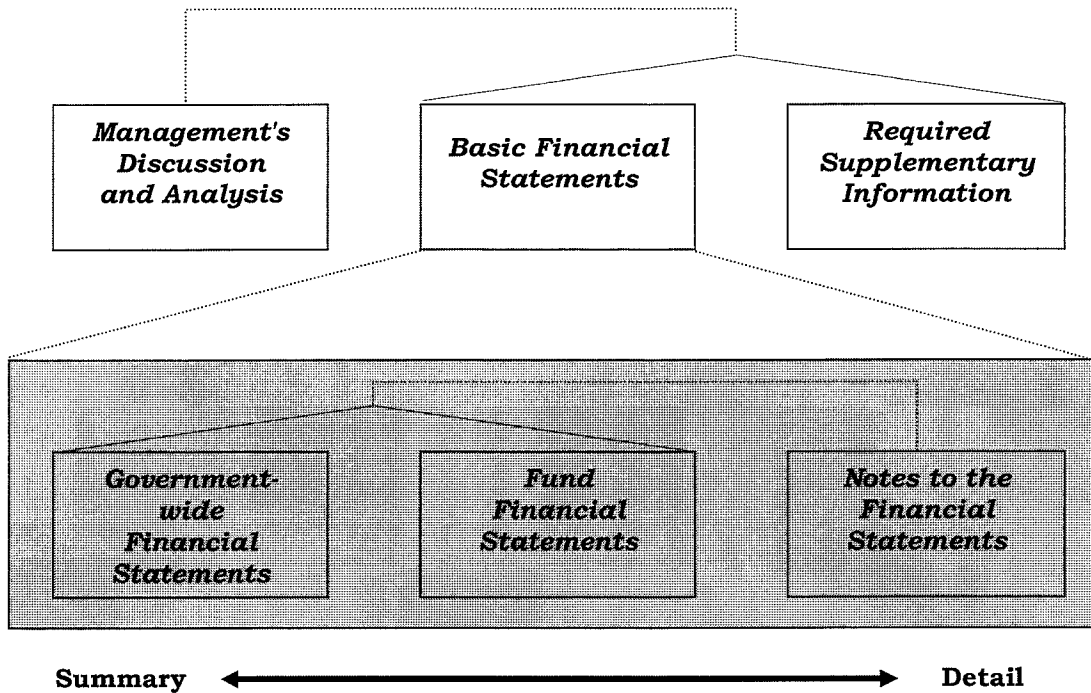 Management's
Discussion
and Analysis
Basic Financial
Statements
Required
Supplementary
Information
Government-
wide
Financial
Statements
Fund
Financial
Statements
Notes to the
Financial
Statements
Summary
Detail